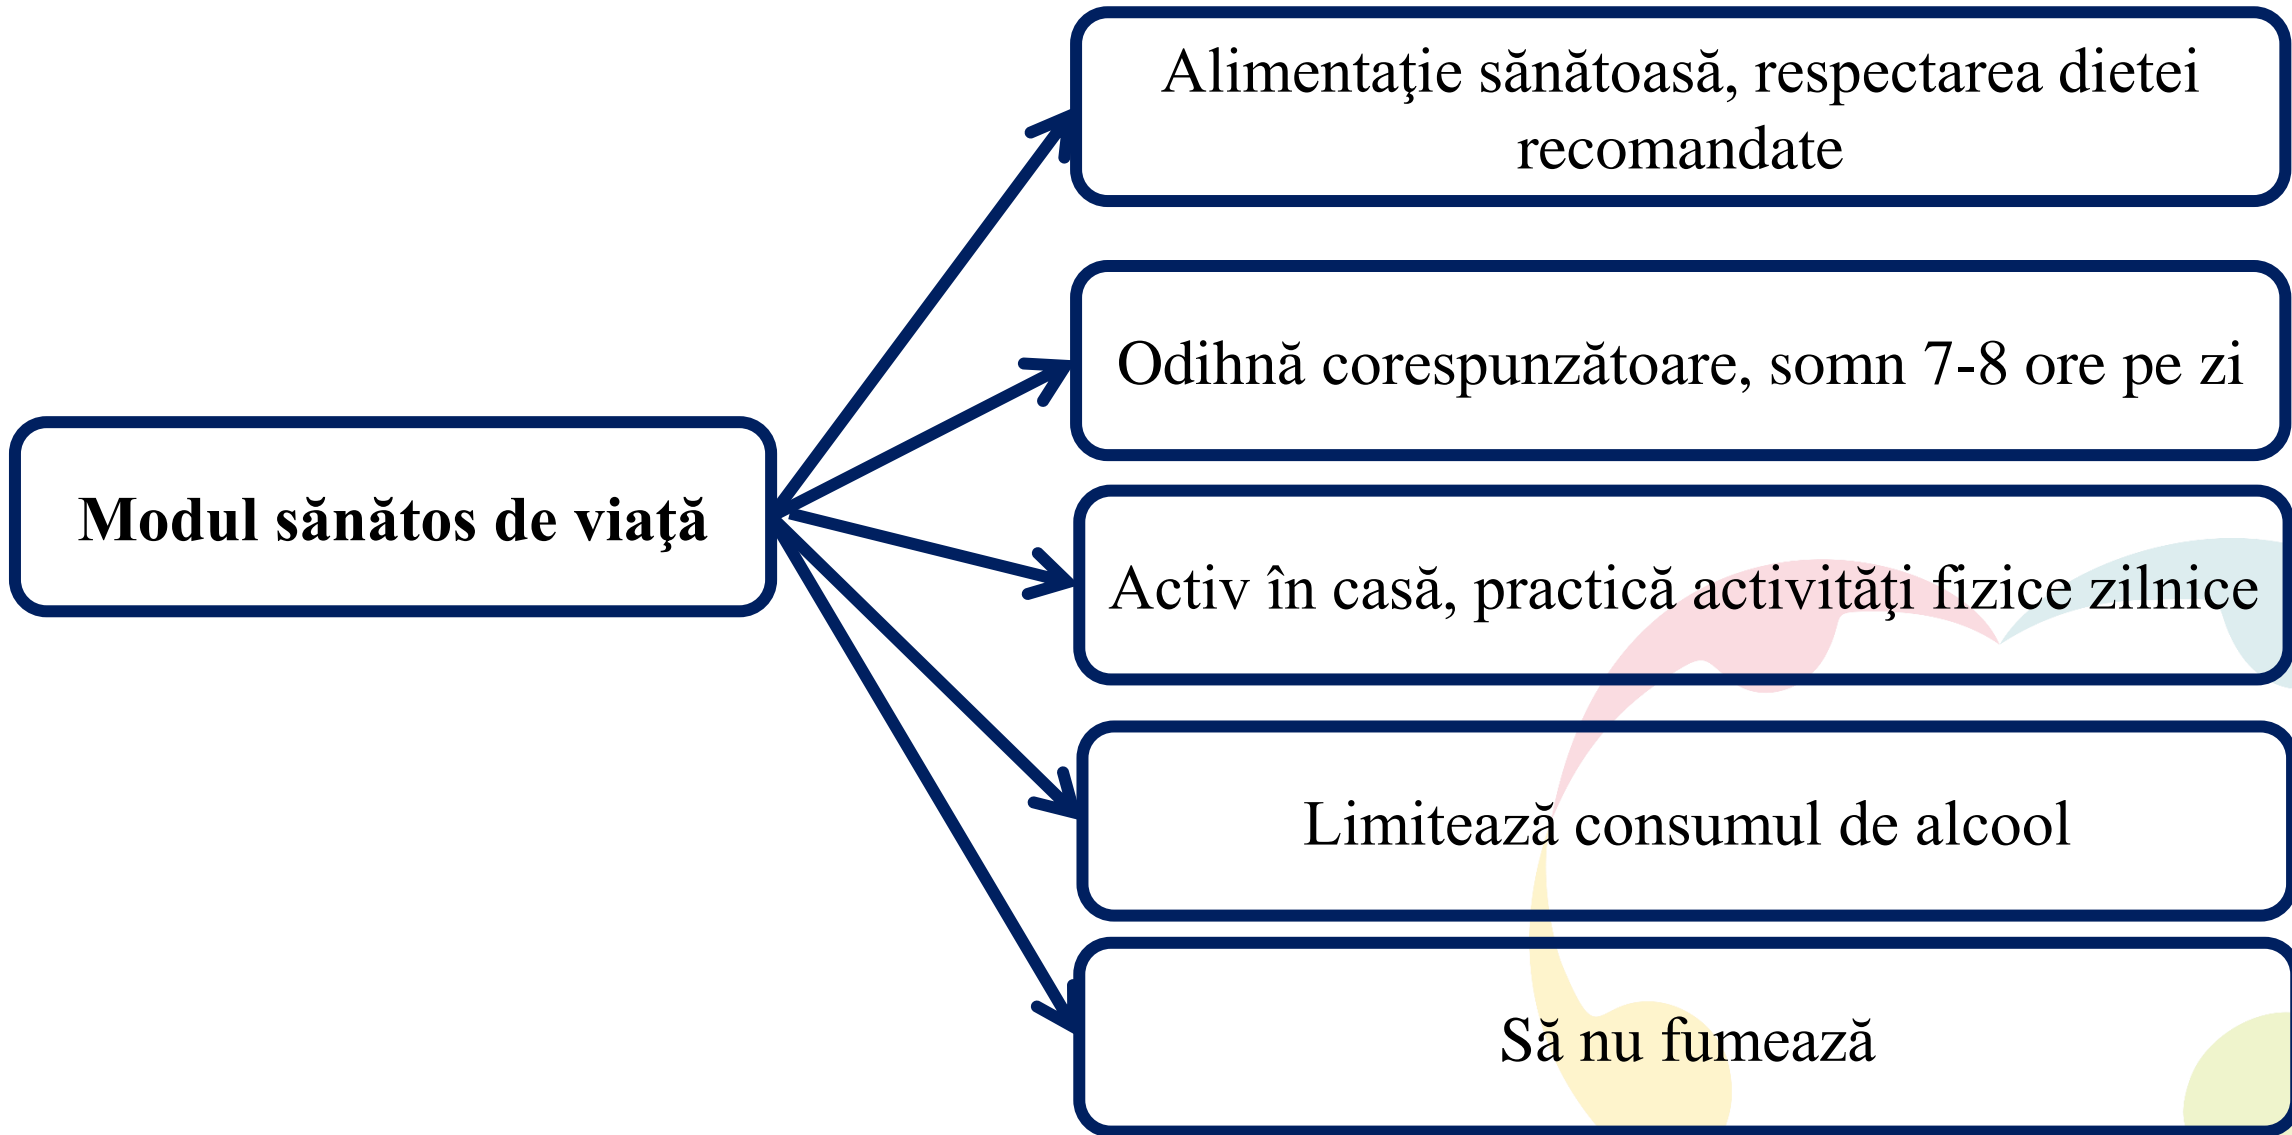 Alimentaţie sănătoasă, respectarea dietei
recomandate
Odihnă corespunzătoare, somn 7-8 ore pe zi
Modul sănătos de viaţă
Activ în casă, practică activităţi fizice zilnice
Limitează consumul de alcool
Să nu fumează